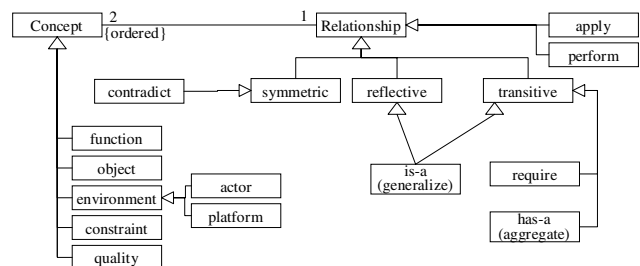 Concept
2
{ordered}
1
Relationship
apply
perform
contradict
symmetric
reflective
transitive
function
object
environment
actor
platform
constraint
quality
is-a
(generalize)
require
has-a
(aggregate)